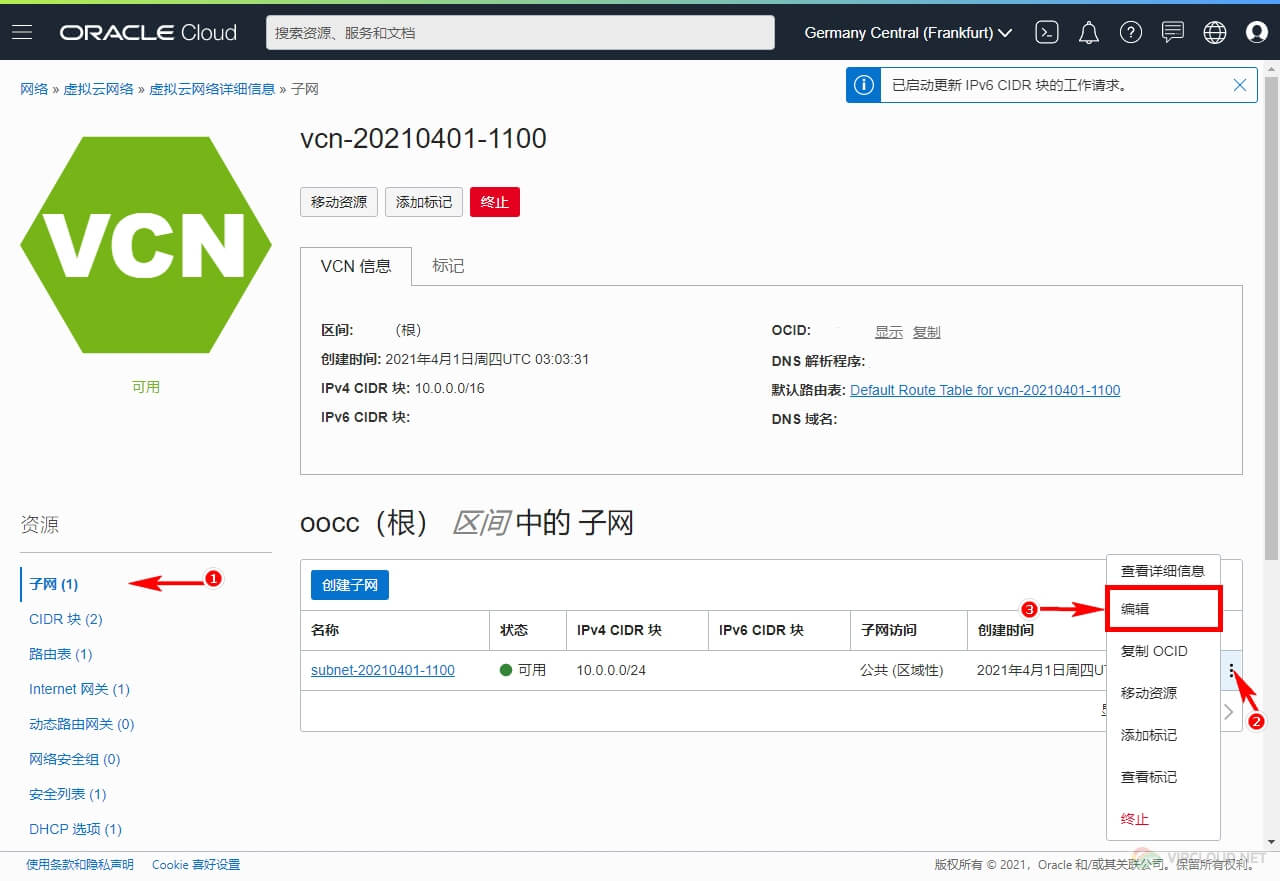 ORACLE Cloud
搜索资源、服务和文档
Germany Central (Frankfurt)
网络 » 虚拟云网络 » 虚拟云网络详细信息 » 子网
已启动更新 IPv6 CIDR 块的工作请求。
VCN
可用
vcn-20210401-1100
移动资源 添加标记 终止
VCN 信息 标记
区间: （根）
创建时间: 2021年4月1日周四UTC 03:03:31
IPv4 CIDR 块: 10.0.0.0/16
IPv6 CIDR 块:
OCID: 显示 复制
DNS 解析程序:
默认路由表: Default Route Table for vcn-20210401-1100
DNS 域名:
资源
子网 (1)
1
CIDR 块 (2)
路由表 (1)
Internet 网关 (1)
动态路由网关 (0)
网络安全组 (0)
安全列表 (1)
DHCP 选项 (1)
oocc（根） 区间 中的 子网
创建子网
名称 状态 IPv4 CIDR 块 IPv6 CIDR 块 子网访问 创建时间
subnet-20210401-1100 可用 10.0.0.0/24 公共 (区域性) 2021年4月1日周四U
查看详细信息
3
编辑
复制 OCID
移动资源
2
添加标记
查看标记
终止
使用条款和隐私声明 Cookie 喜好设置
版权所有 © 2021，Oracle 和/或其关联公司。保留所有权利。
VIRCLOUD.NET